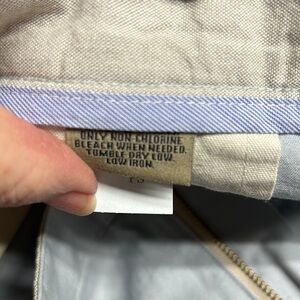 ONLY NON-CHLORINE
BLEACH WHEN NEEDED.
TUMBLE DRY LOW.
LOW IRON.